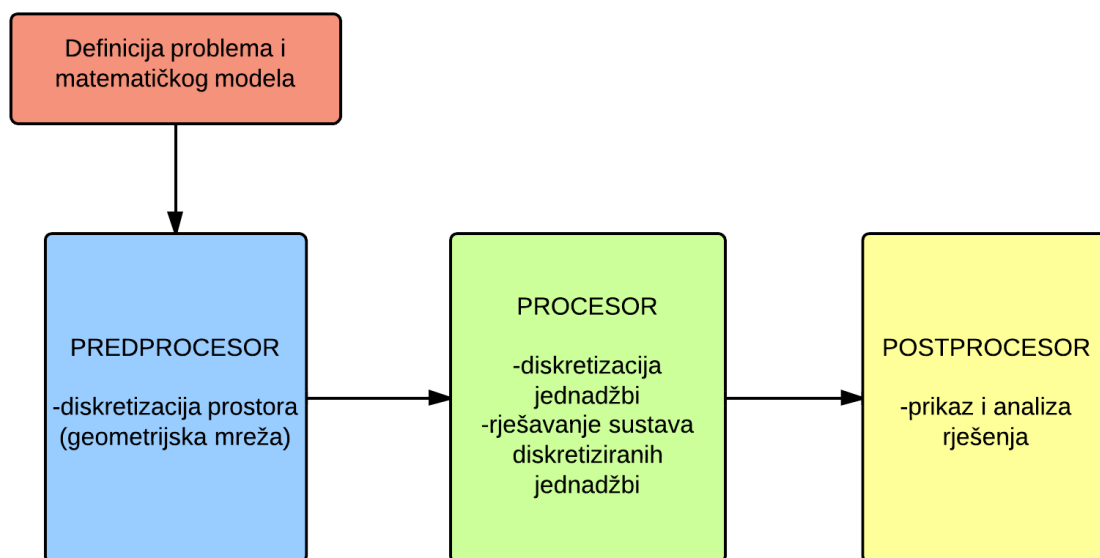 Definicija problema i
matematičkog modela
PREDPROCESOR
-diskretizacija prostora
(geometrijska mreža)
PROCESOR
-diskretizacija
jednadžbi
-rješavanje sustava
diskretiziranih
jednadžbi
POSTPROCESOR
-prikaz i analiza
rješenja